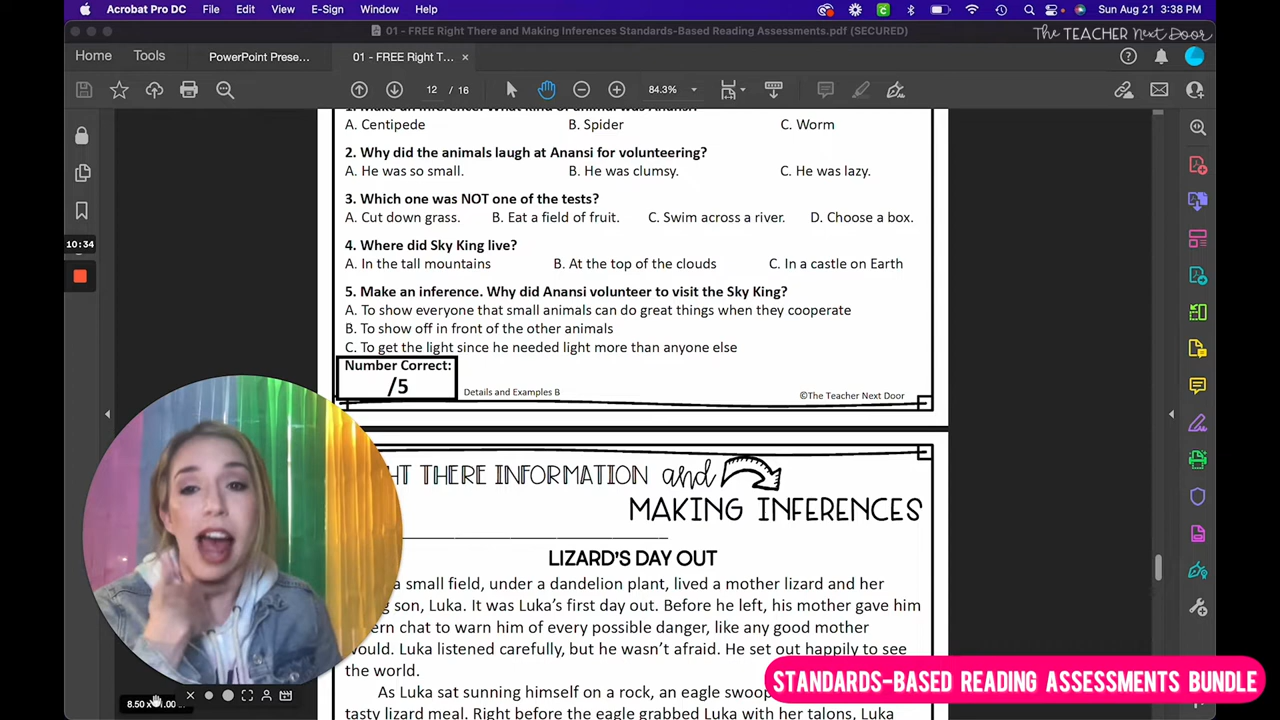 Acrobat Pro DC File Edit View E-Sign Window Help Sun Aug 21 3:38 PM
01 - FREE Right There and Making Inferences Standards-Based Reading Assessments.pdf (SECURED)
The TEACHER Next DOOR
Home Tools PowerPoint Prese... 01 - FREE Right T... ×
12 / 16 84.3%
A. Centipede B. Spider C. Worm
2. Why did the animals laugh at Anansi for volunteering?
A. He was so small. B. He was clumsy. C. He was lazy.
3. Which one was NOT one of the tests?
A. Cut down grass. B. Eat a field of fruit. C. Swim across a river. D. Choose a box.
10:34
4. Where did Sky King live?
A. In the tall mountains B. At the top of the clouds C. In a castle on Earth
5. Make an inference. Why did Anansi volunteer to visit the Sky King?
A. To show everyone that small animals can do great things when they cooperate
B. To show off in front of the other animals
C. To get the light since he needed light more than anyone else
Number Correct:
/5
Details and Examples B
©The Teacher Next Door
HT THERE INFORMATION and
MAKING INFERENCES
LIZARD'S DAY OUT
a small field, under a dandelion plant, lived a mother lizard and her
son, Luka. It was Luka's first day out. Before he left, his mother gave him
ern chat to warn him of every possible danger, like any good mother
would. Luka listened carefully, but he wasn't afraid. He set out happily to see
the world.
As Luka sat sunning himself on a rock, an eagle swoop
tasty lizard meal. Right before the eagle grabbed Luka with her talons, Luka
STANDARDS-BASED READING ASSESSMENTS BUNDLE